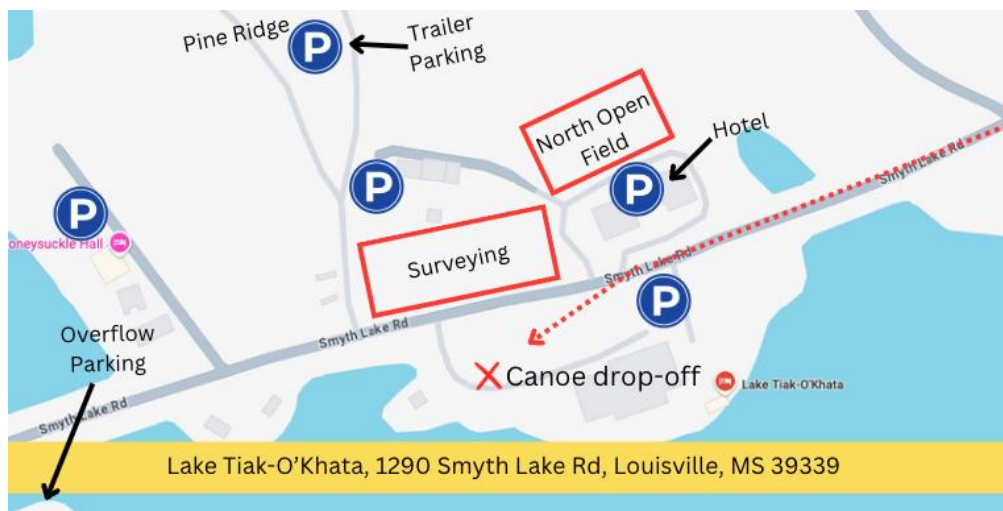 Pine Ridge
P
Trailer
Parking
North Open
Field
Hotel
P
P
P
Smyth Lake Rd
oneysuckle Hall
Surveying
Smyth Lake Rd
P
Smyth Lake Rd
Overflow
Parking
Canoe drop-off
Lake Tiak-O'Khata
Smyth Lake Rd
Lake Tiak-O’Khata, 1290 Smyth Lake Rd, Louisville, MS 39339